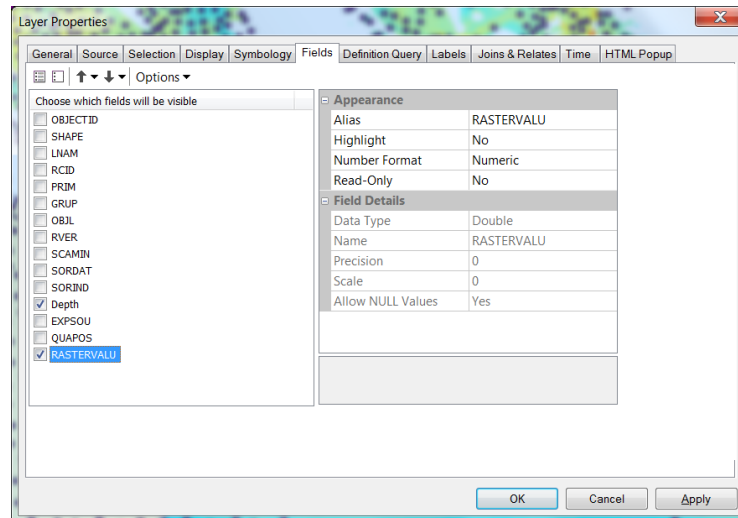 Layer Properties
X
General Source Selection Display Symbology Fields Definition Query Labels Joins & Relates Time HTML Popup
Options
Choose which fields will be visible
OBJECTID
SHAPE
LNAM
RCID
PRIM
GRUP
OBJL
RVER
SCAMIN
SORDAT
SORIND
Depth
EXPSOU
QUAPOS
RASTERVALU
Appearance
Alias RASTERVALU
Highlight No
Number Format Numeric
Read-Only No
Field Details
Data Type Double
Name RASTERVALU
Precision 0
Scale 0
Allow NULL Values Yes
OK Cancel Apply